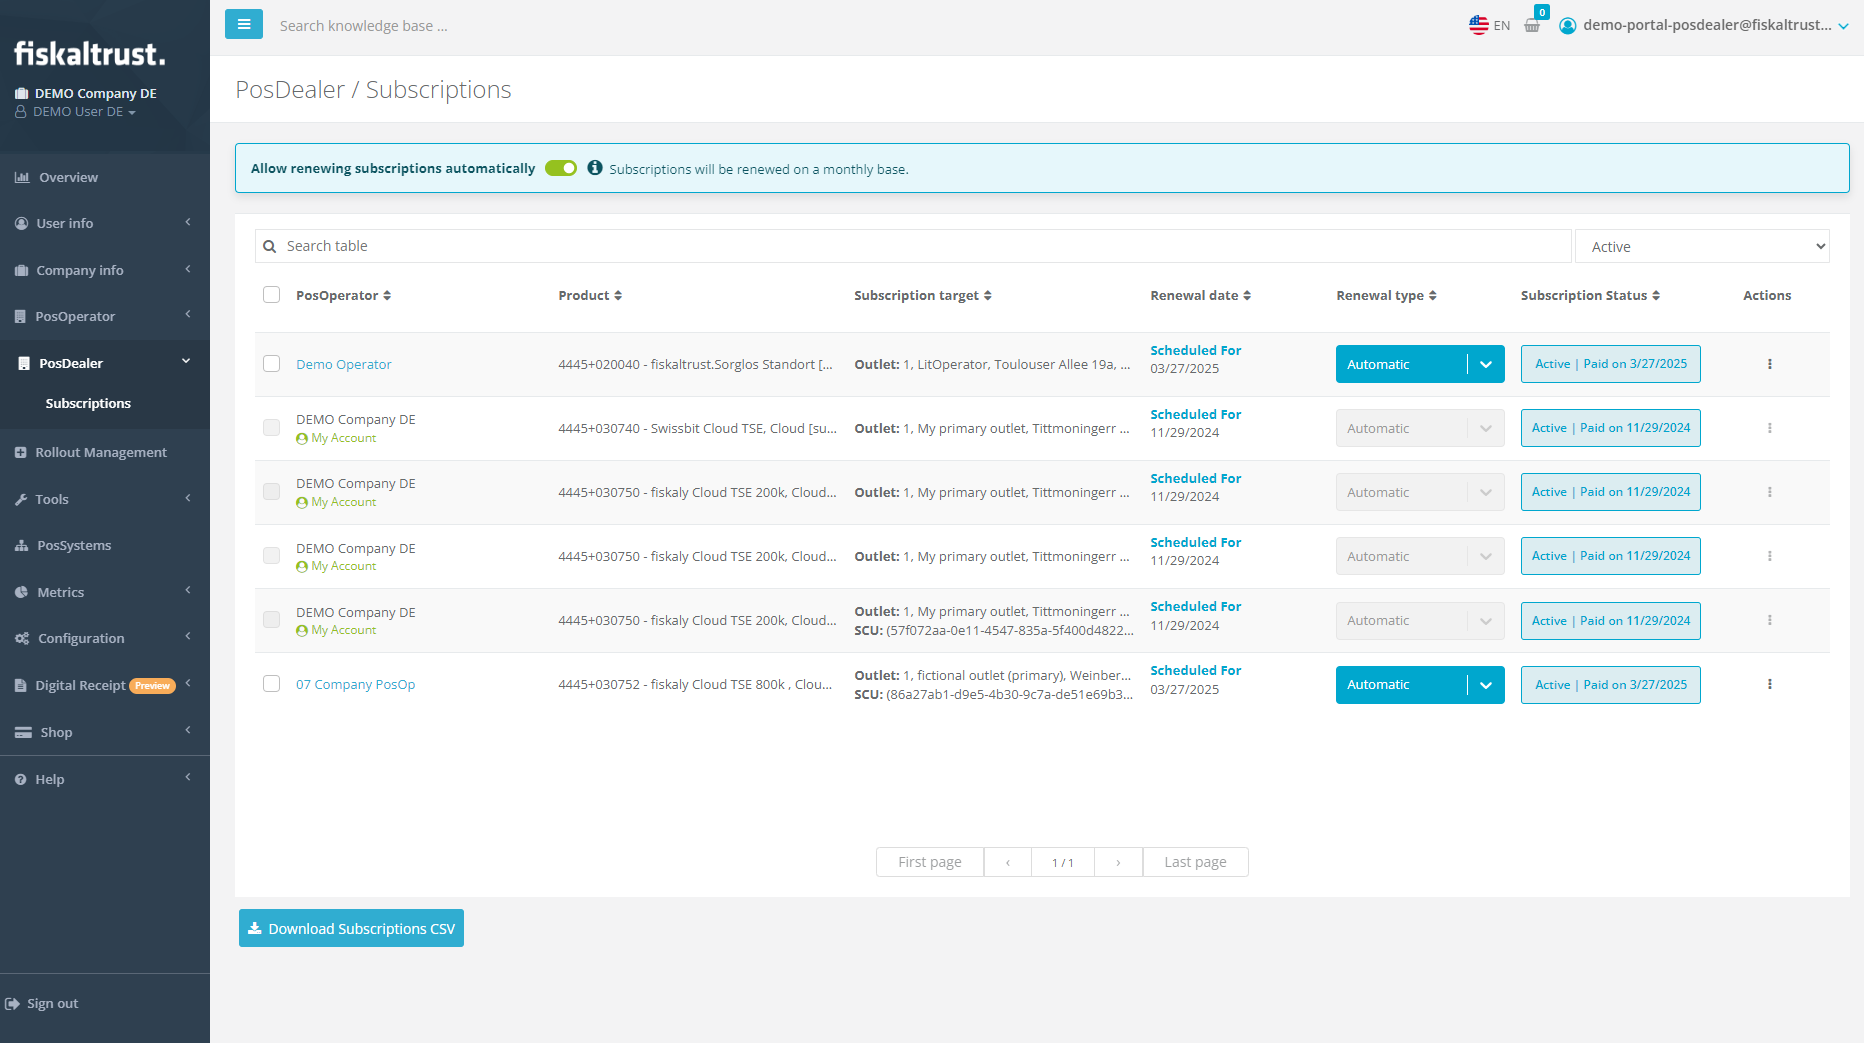 fiskaltrust.
DEMO Company DE
DEMO User DE
Overview
User info
Company info
PosOperator
PosDealer
Subscriptions
Rollout Management
Tools
PosSystems
Metrics
Configuration
Digital Receipt Preview
Shop
Help
Sign out
Search knowledge base ...
EN
0
demo-portal-posdealer@fiskaltrust...
PosDealer / Subscriptions
Allow renewing subscriptions automatically Subscriptions will be renewed on a monthly base.
Search table
Active
PosOperator Product Subscription target Renewal date Renewal type Subscription Status Actions
Demo Operator 4445+020040 - fiskaltrust.Sorglos Standort [... Outlet: 1, LitOperator, Toulouser Allee 19a, ... Scheduled For 03/27/2025 Automatic Active | Paid on 3/27/2025
DEMO Company DE My Account 4445+030740 - Swissbit Cloud TSE, Cloud [su... Outlet: 1, My primary outlet, Tittmoningerr ... Scheduled For 11/29/2024 Automatic Active | Paid on 11/29/2024
DEMO Company DE My Account 4445+030750 - fiskaly Cloud TSE 200k, Cloud... Outlet: 1, My primary outlet, Tittmoningerr ... Scheduled For 11/29/2024 Automatic Active | Paid on 11/29/2024
DEMO Company DE My Account 4445+030750 - fiskaly Cloud TSE 200k, Cloud... Outlet: 1, My primary outlet, Tittmoningerr ... Scheduled For 11/29/2024 Automatic Active | Paid on 11/29/2024
DEMO Company DE My Account 4445+030750 - fiskaly Cloud TSE 200k, Cloud... Outlet: 1, My primary outlet, Tittmoningerr ... SCU: (57f072aa-0e11-4547-835a-5f400d4822... Scheduled For 11/29/2024 Automatic Active | Paid on 11/29/2024
07 Company PosOp 4445+030752 - fiskaly Cloud TSE 800k , Clou... Outlet: 1, fictional outlet (primary), Weinber... SCU: (86a27ab1-d9e5-4b30-9c7a-de51e69b3... Scheduled For 03/27/2025 Automatic Active | Paid on 3/27/2025
First page ‹ 1 / 1 › Last page
Download Subscriptions CSV